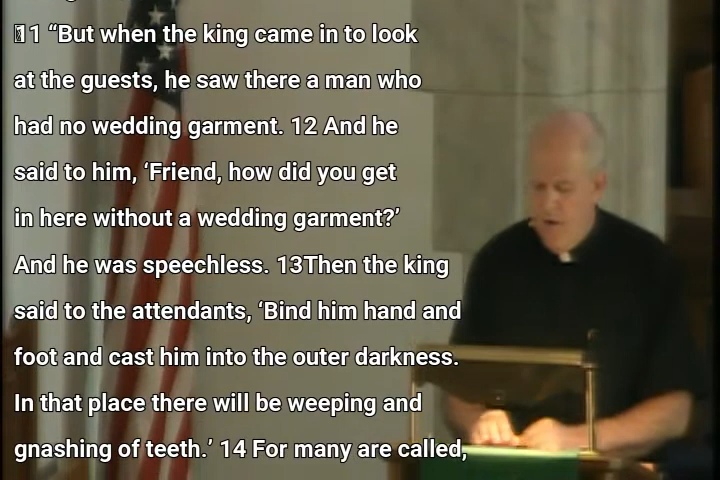 1 “But when the king came in to look
at the guests, he saw there a man who
had no wedding garment. 12 And he
said to him, ‘Friend, how did you get
in here without a wedding garment?’
And he was speechless. 13Then the king
said to the attendants, ‘Bind him hand and
foot and cast him into the outer darkness.
In that place there will be weeping and
gnashing of teeth.’ 14 For many are called,